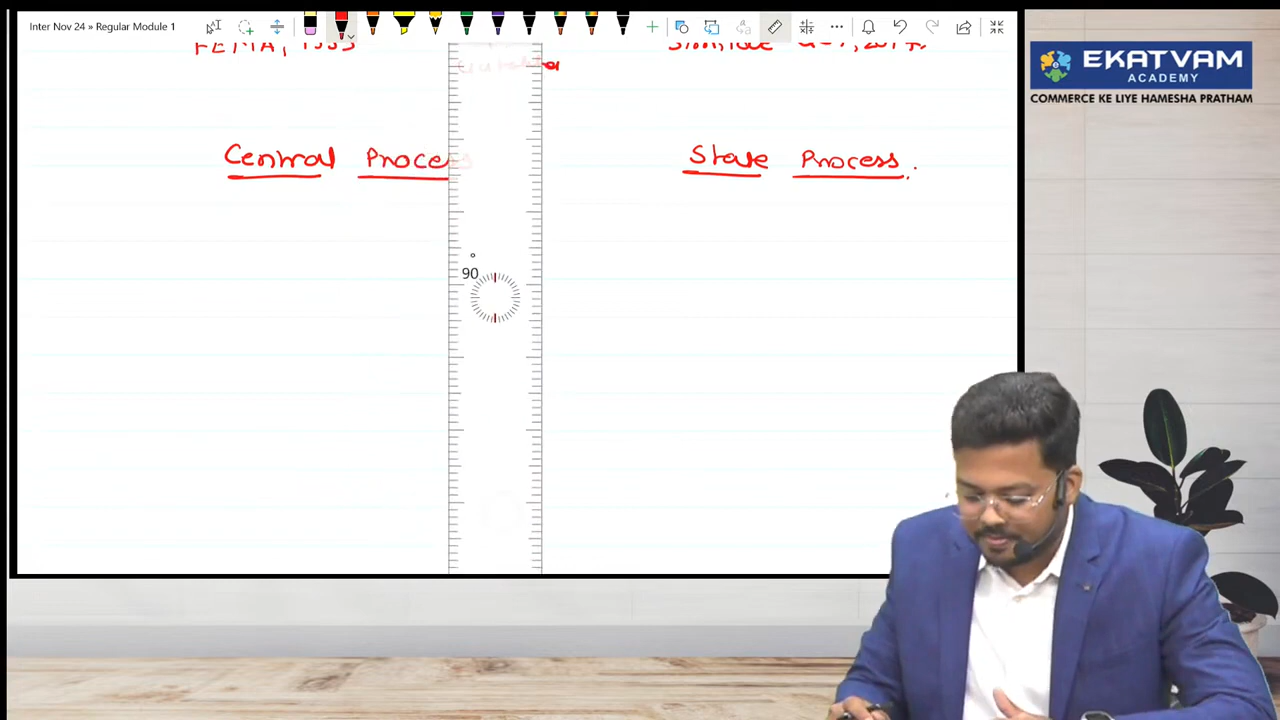 Inter Nov 24 » Regular Module 1
FEMA, 1999
Central Process
State Process.
90
EKATVAM
ACADEMY
COMMERCE KE LIYE HAMESHA PRATHAM